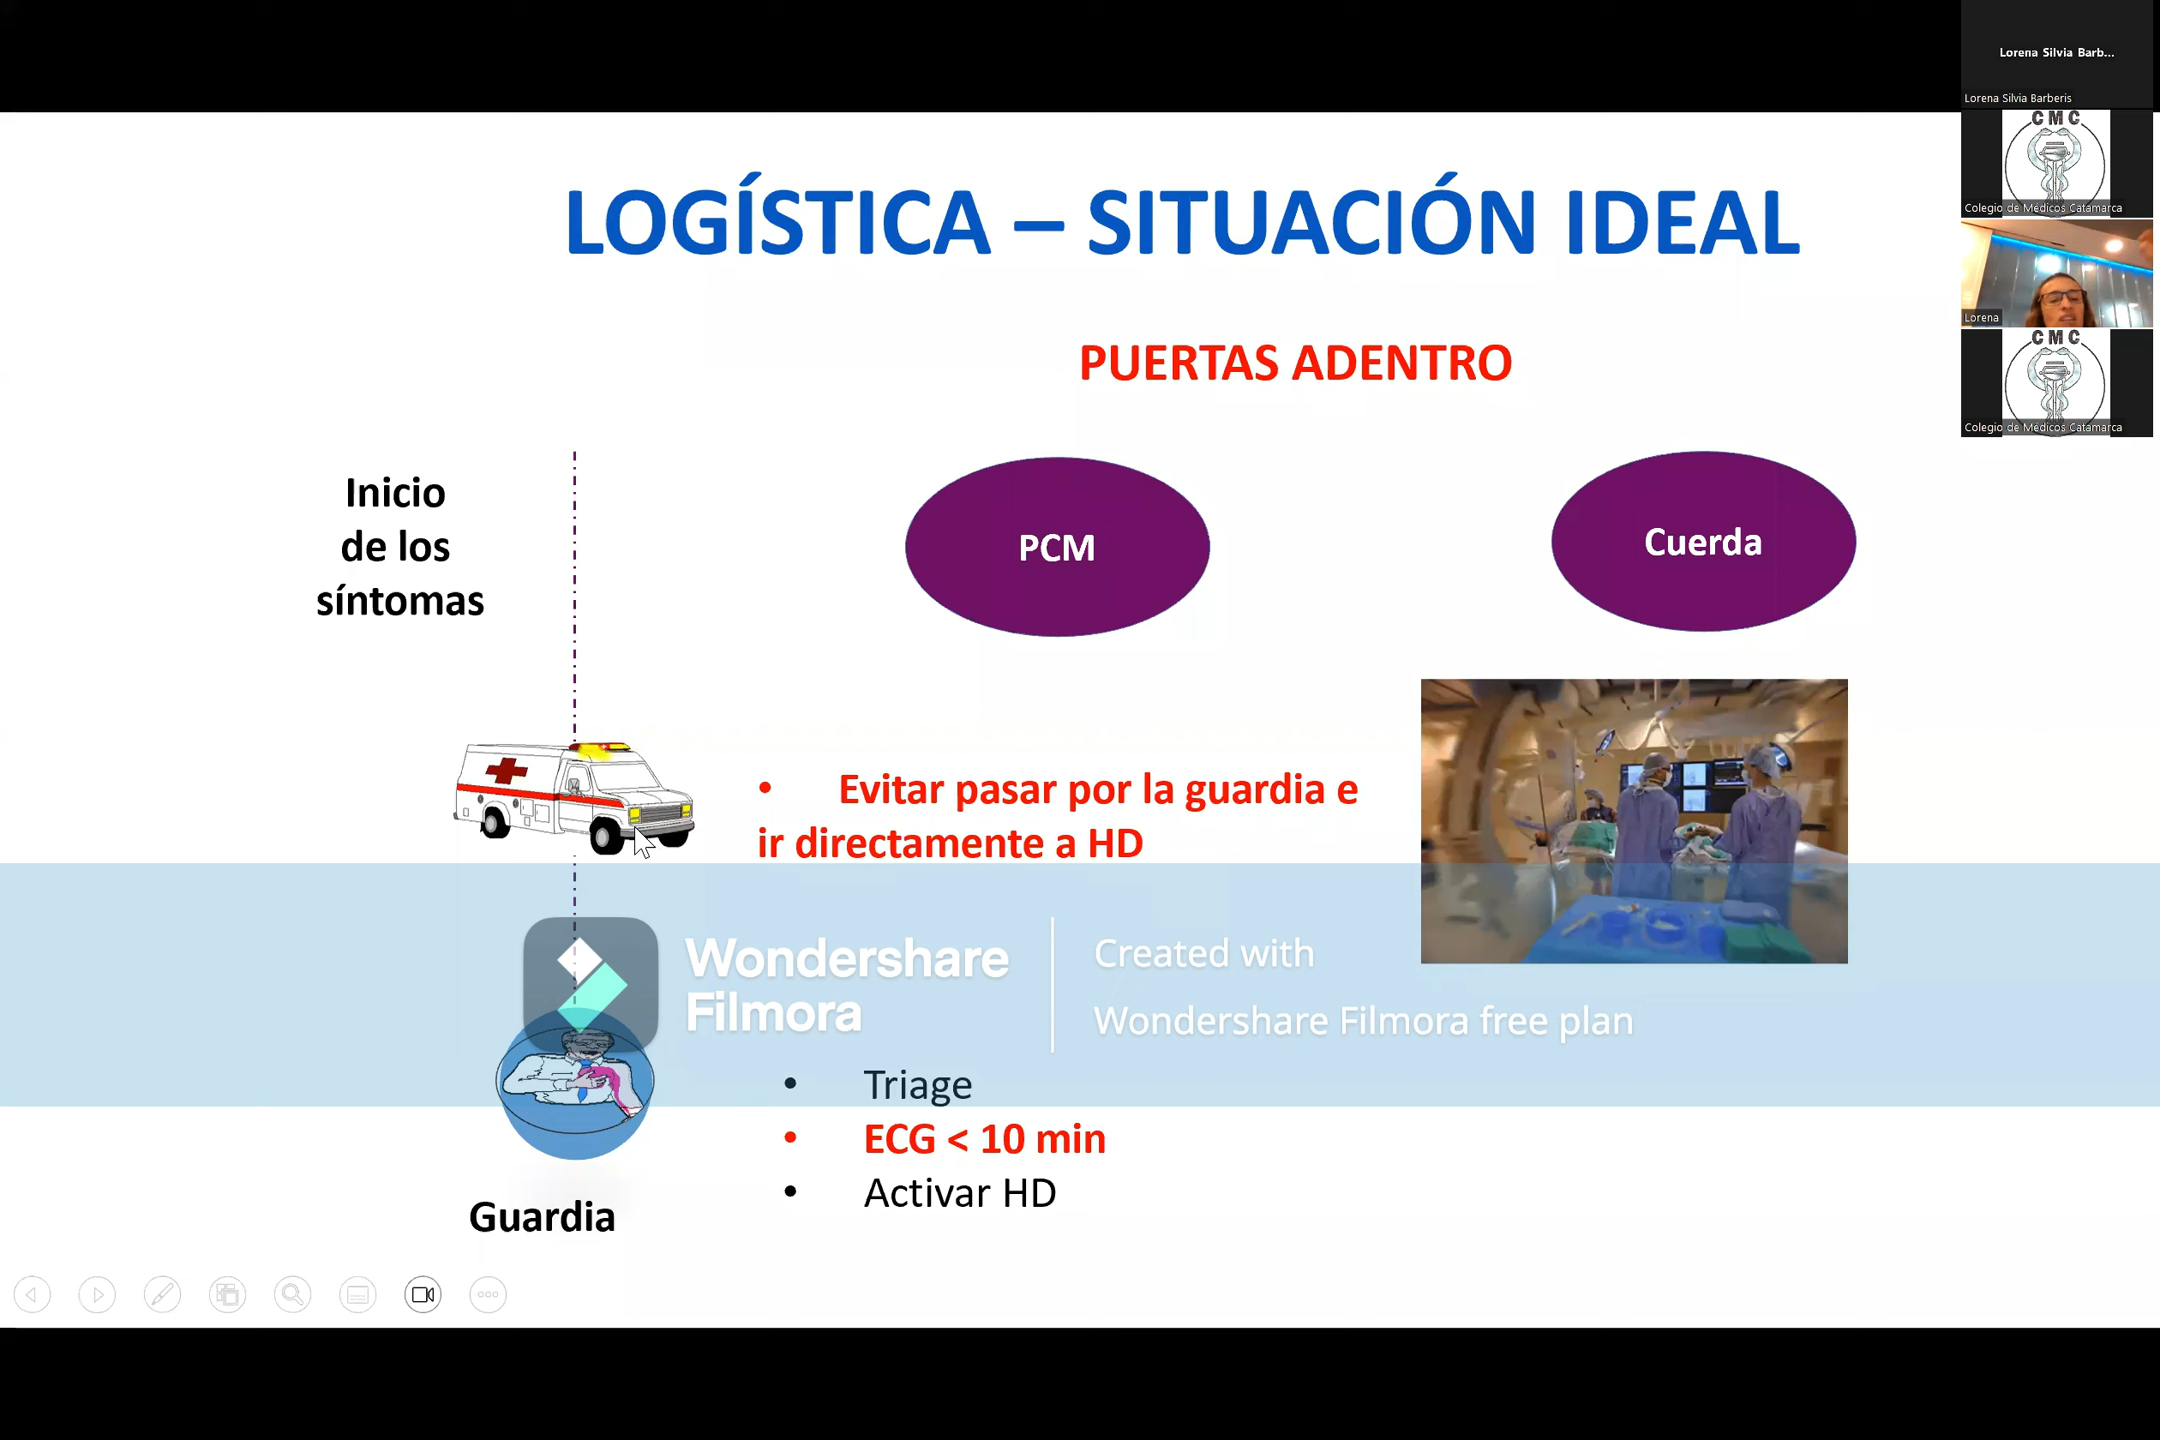 LOGÍSTICA – SITUACIÓN IDEAL
PUERTAS ADENTRO
Inicio
de los
síntomas
PCM
Cuerda
• Evitar pasar por la guardia e
ir directamente a HD
Wondershare
Filmora
Created with
Wondershare Filmora free plan
• Triage
• ECG < 10 min
• Activar HD
Guardia
Lorena Silvia Barb...
Lorena Silvia Barberis
CMC
Colegio de Médicos Catamarca
Lorena
CMC
Colegio de Médicos Catamarca